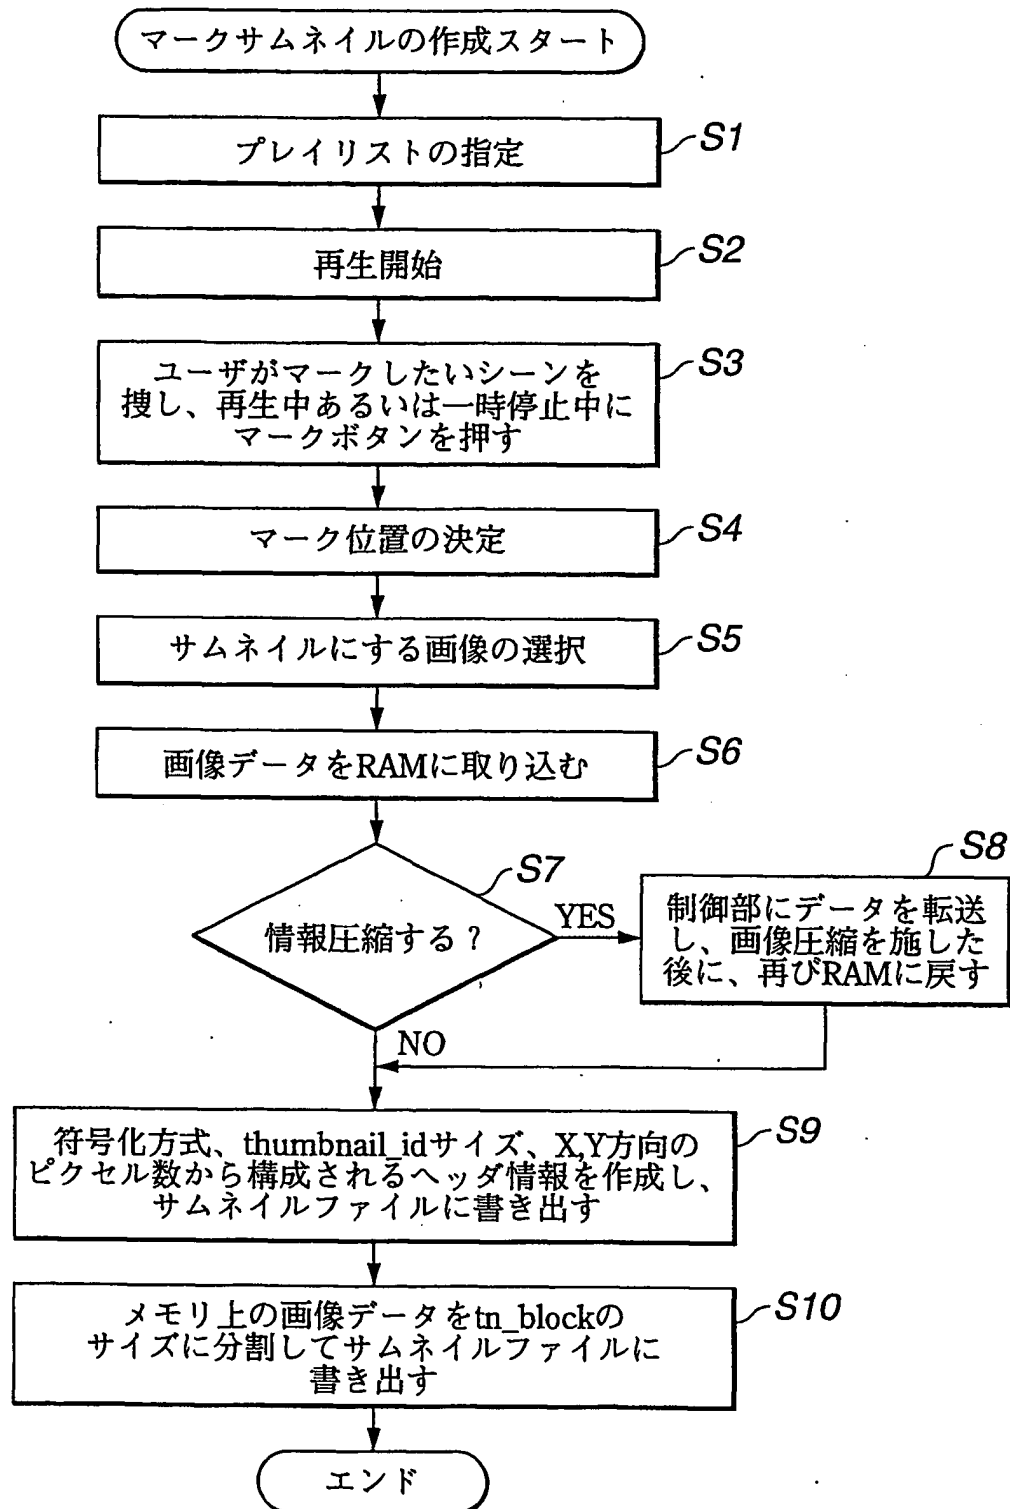 マークサムネイルの作成スタート
プレイリストの指定
S1
再生開始
S2
ユーザがマークしたいシーンを
捜し、再生中あるいは一時停止中に
マークボタンを押す
S3
マーク位置の決定
S4
サムネイルにする画像の選択
S5
画像データをRAMに取り込む
S6
情報圧縮する?
S7
YES
制御部にデータを転送
し、画像圧縮を施した
後に、再びRAMに戻す
S8
NO
符号化方式、thumbnail_idサイズ、X,Y方向の
ピクセル数から構成されるヘッダ情報を作成し、
サムネイルファイルに書き出す
S9
メモリ上の画像データをtn_blockの
サイズに分割してサムネイルファイルに
書き出す
S10
エンド